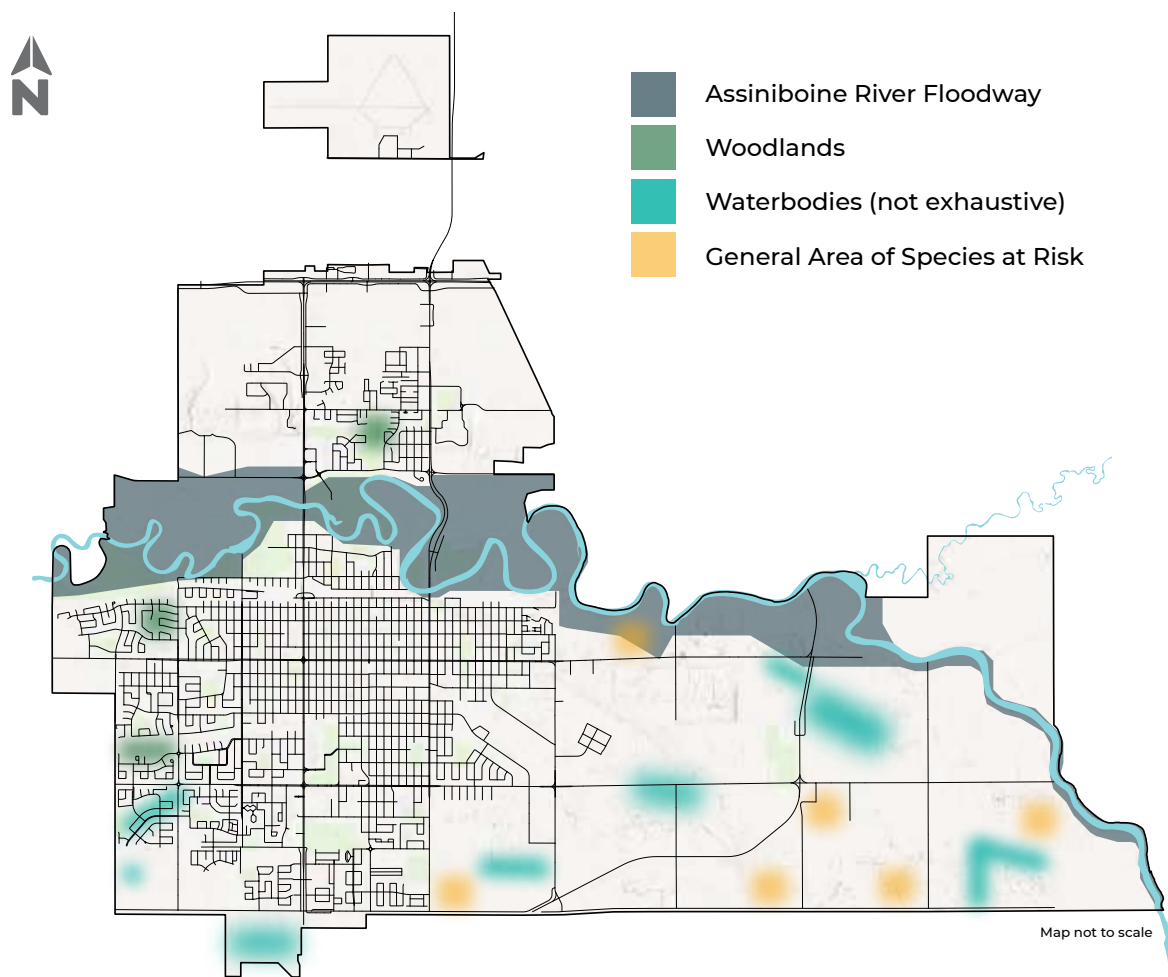 N
Assiniboine River Floodway
Woodlands
Waterbodies (not exhaustive)
General Area of Species at Risk
Map not to scale